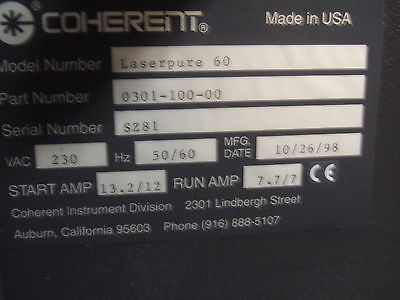 ® COHERENT® Made in USA
Model Number Laserpure 60
Part Number 0301-100-00
Serial Number SZ81
VAC 230 Hz 50/60 MFG. DATE 10/26/98
START AMP 13.2/12 RUN AMP 7.7/7 CE
Coherent Instrument Division 2301 Lindbergh Street
Auburn, California 95603 Phone (916) 888-5107